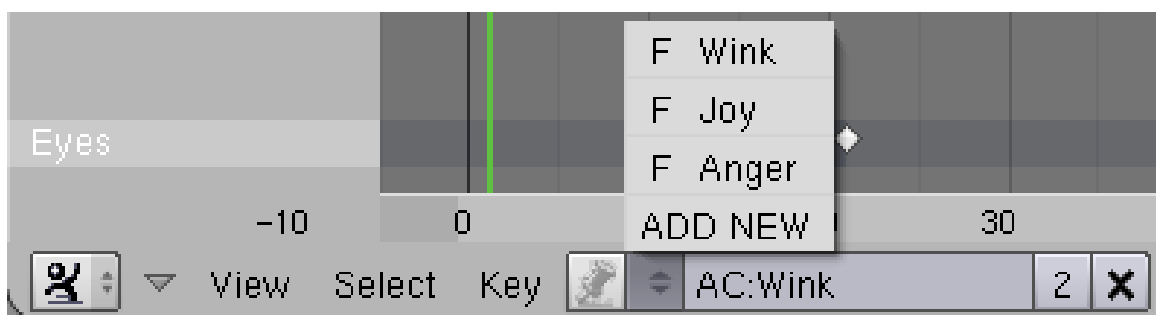 F Wink
F Joy
Eyes
F Anger
-10 0 30
ADD NEW
View Select Key AC:Wink 2